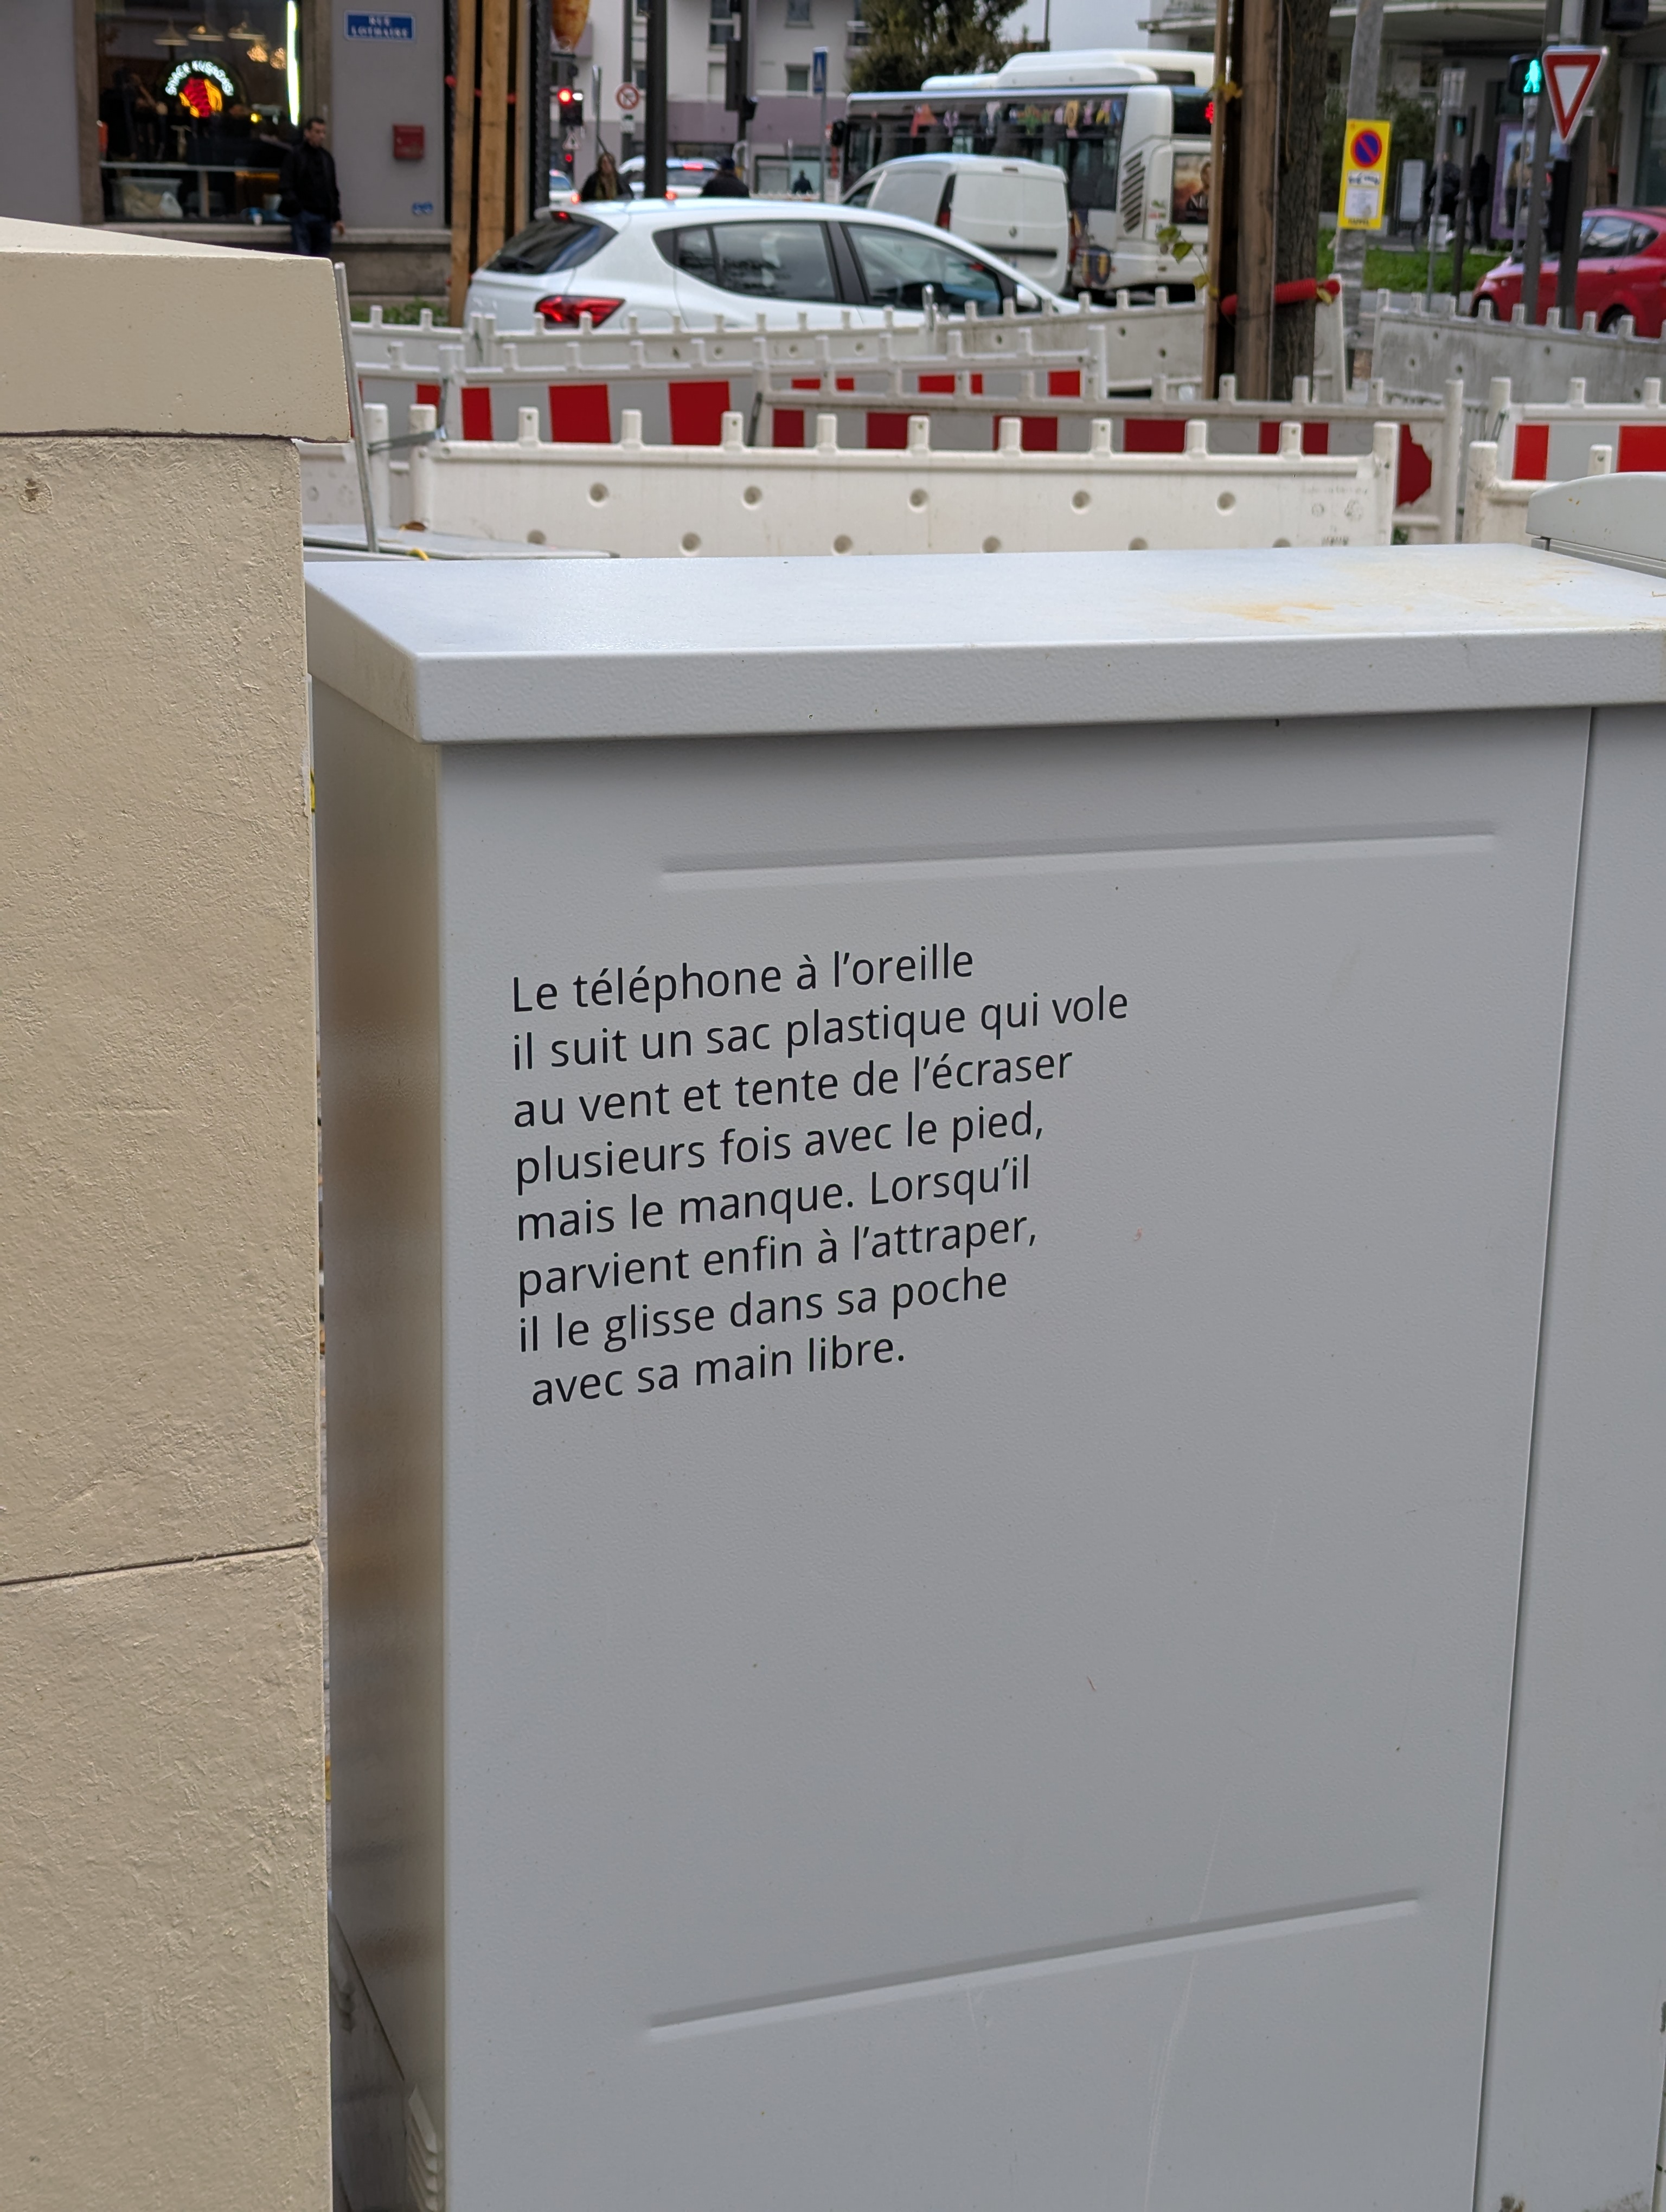 RUE
Le téléphone à l’oreille
il suit un sac plastique qui vole
au vent et tente de l’écraser
plusieurs fois avec le pied,
mais le manque. Lorsqu’il
parvient enfin à l’attraper,
il le glisse dans sa poche
avec sa main libre.